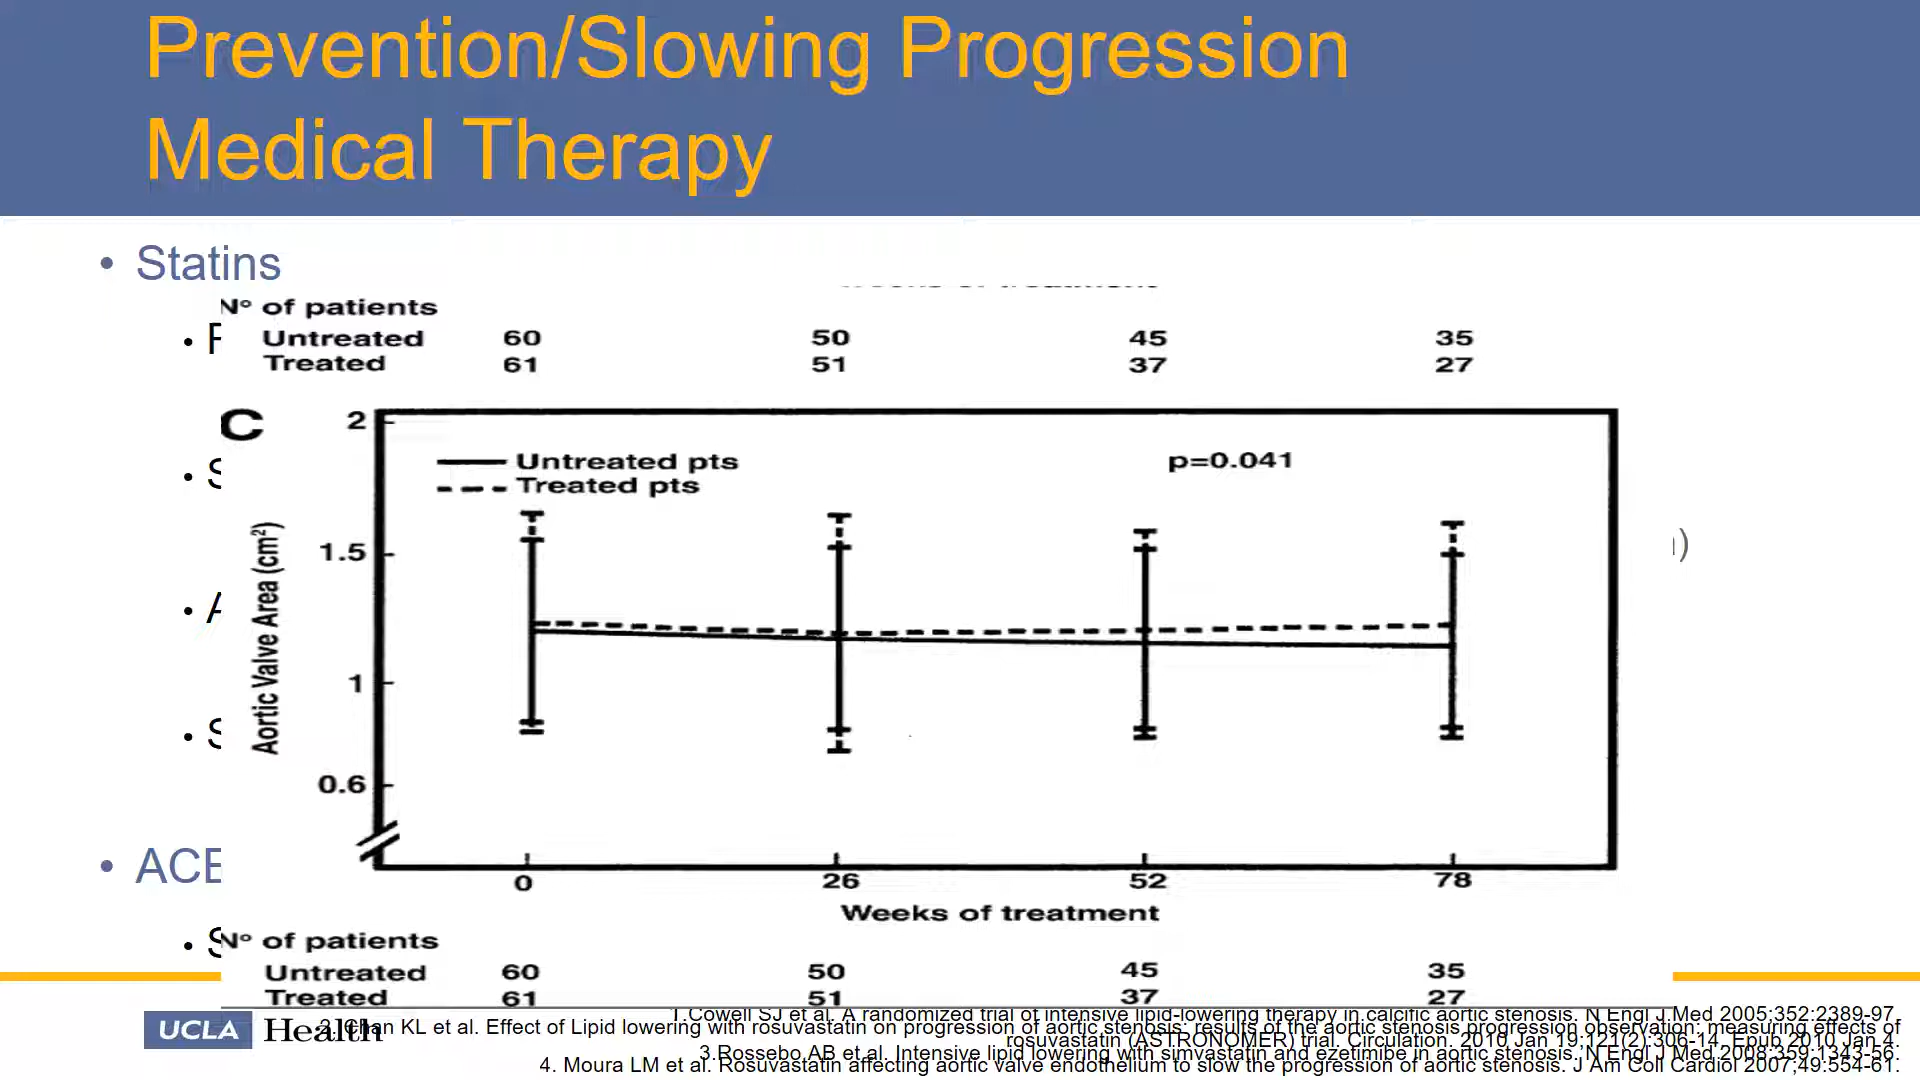 Prevention/Slowing Progression
Medical Therapy
• Statins
Nº of patients
Untreated 60 50 45 35
Treated 61 51 37 27
C
Untreated pts
Treated pts
p=0.041
2
1.5
1
0.6
Aortic Valve Area (cm²)
0 26 52 78
Weeks of treatment
• ACE
Nº of patients
Untreated 60 50 45 35
Treated 61 51 37 27
UCLA Health
1.Cowell SJ et al. A randomized trial of intensive lipid-lowering therapy in calcific aortic stenosis. N Engl J Med 2005;352:2389-97.
2. Chan KL et al. Effect of Lipid lowering with rosuvastatin on progression of aortic stenosis: results of the aortic stenosis progression observation: measuring effects of
rosuvastatin (ASTRONOMER) trial. Circulation. 2010 Jan 19;121(2):306-14. Epub 2010 Jan 4.
3.Rossebo AB et al. Intensive lipid lowering with simvastatin and ezetimibe in aortic stenosis. N Engl J Med 2008;359:1343-56.
4. Moura LM et al. Rosuvastatin affecting aortic valve endothelium to slow the progression of aortic stenosis. J Am Coll Cardiol 2007;49:554-61.